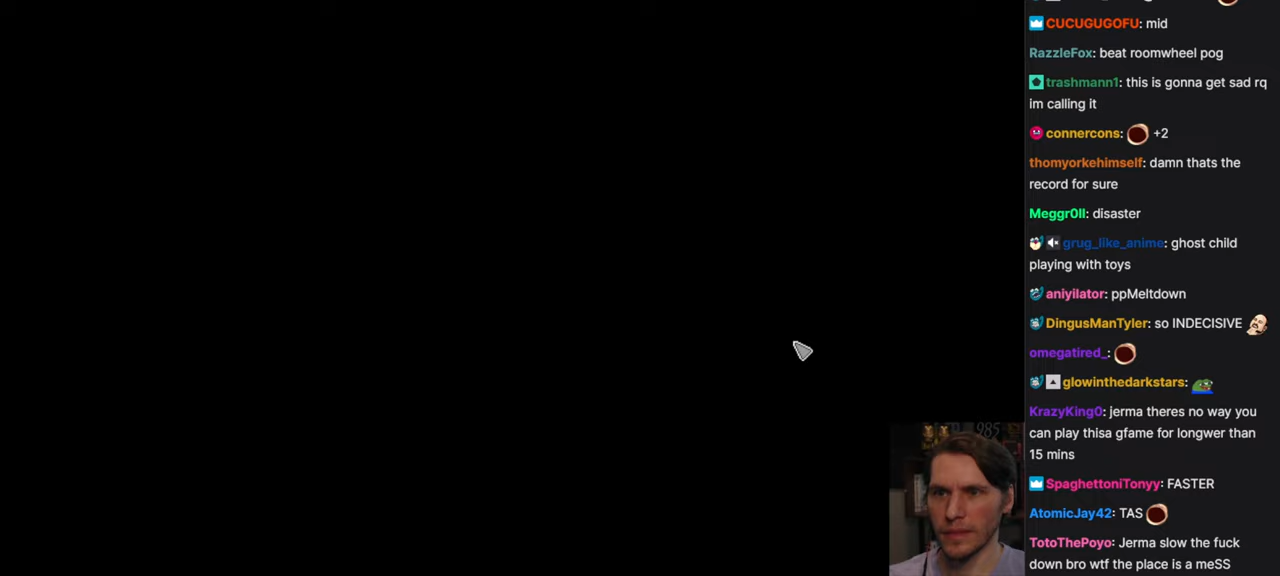 CUCUGUGOFU: mid
RazzleFox: beat roomwheel pog
trashmann1: this is gonna get sad rq
im calling it
connercons: +2
thomyorkehimself: damn thats the
record for sure
Meggr0ll: disaster
grug_like_anime: ghost child
playing with toys
aniyilator: ppMeltdown
DingusManTyler: so INDECISIVE
omegatired_:
glowinthedarkstars:
KrazyKing0: jerma theres no way you
can play thisa gfame for longwer than
15 mins
SpaghettoniTonyy: FASTER
AtomicJay42: TAS
TotoThePoyo: Jerma slow the fuck
down bro wtf the place is a meSS
985